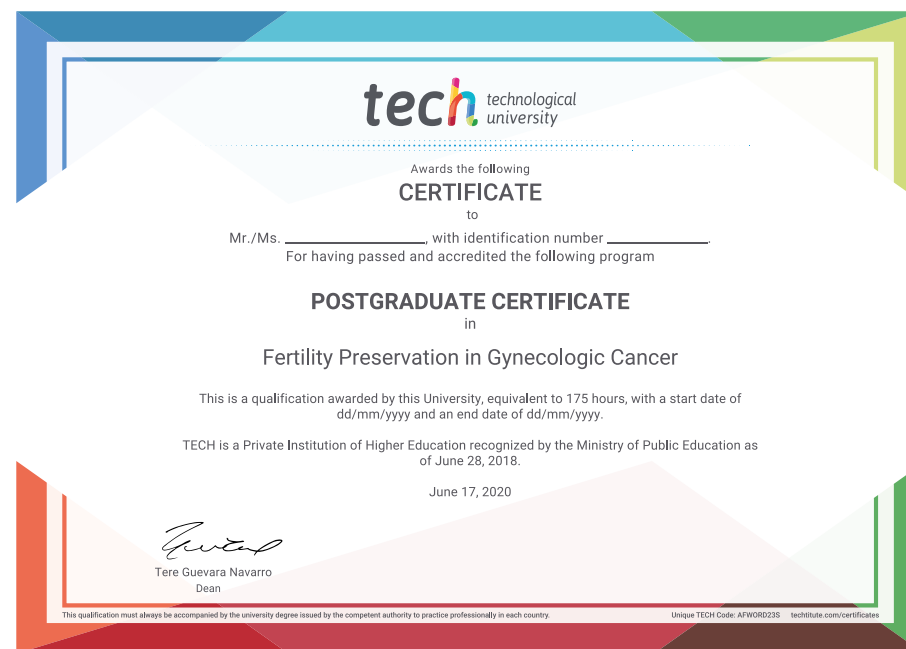 tech technological
university
Awards the following
CERTIFICATE
to
Mr./Ms. ____________________, with identification number ______________.
For having passed and accredited the following program
POSTGRADUATE CERTIFICATE
in
Fertility Preservation in Gynecologic Cancer
This is a qualification awarded by this University, equivalent to 175 hours, with a start date of
dd/mm/yyyy and an end date of dd/mm/yyyy.
TECH is a Private Institution of Higher Education recognized by the Ministry of Public Education as
of June 28, 2018.
June 17, 2020
Tere Guevara Navarro
Dean
This qualification must always be accompanied by the university degree issued by the competent authority to practice professionally in each country. Unique TECH Code: AFWORD23S techtitute.com/certificates